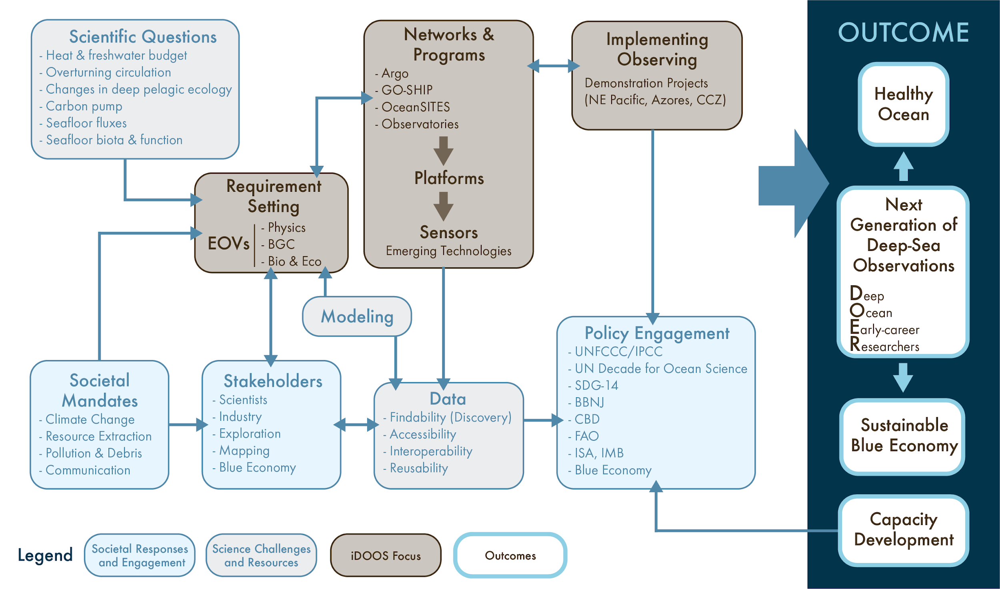 Scientific Questions
- Heat & freshwater budget
- Overturning circulation
- Changes in deep pelagic ecology
- Carbon pump
- Seafloor fluxes
- Seafloor biota & function
Networks &
Programs
- Argo
- GO-SHIP
- OceanSITES
- Observatories
Platforms
Sensors
Emerging Technologies
Implementing
Observing
Demonstration Projects
(NE Pacific, Azores, CCZ)
Requirement
Setting
EOVs
- Physics
- BGC
- Bio & Eco
Modeling
Societal
Mandates
- Climate Change
- Resource Extraction
- Pollution & Debris
- Communication
Stakeholders
- Scientists
- Industry
- Exploration
- Mapping
- Blue Economy
Data
- Findability (Discovery)
- Accessibility
- Interoperability
- Reusability
Policy Engagement
- UNFCCC/IPCC
- UN Decade for Ocean Science
- SDG-14
- BBNJ
- CBD
- FAO
- ISA, IMB
- Blue Economy
OUTCOME
Healthy
Ocean
Next
Generation of
Deep-Sea
Observations
Deep
Ocean
Early-career
Researchers
Sustainable
Blue Economy
Capacity
Development
Legend
Societal Responses
and Engagement
Science Challenges
and Resources
iDOOS Focus
Outcomes